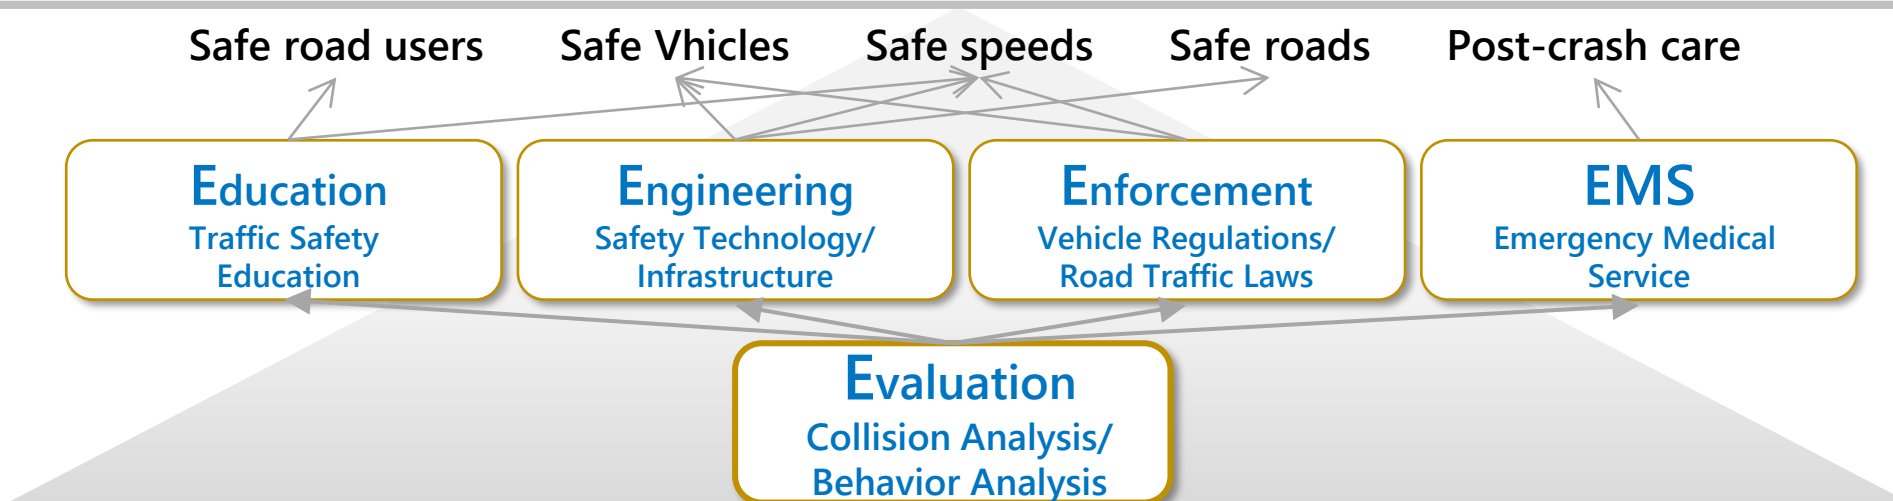 Safe road users
Safe Vhicles
Safe speeds
Safe roads
Post-crash care
Education
Traffic Safety
Education
Engineering
Safety Technology/
Infrastructure
Enforcement
Vehicle Regulations/
Road Traffic Laws
EMS
Emergency Medical
Service
Evaluation
Collision Analysis/
Behavior Analysis